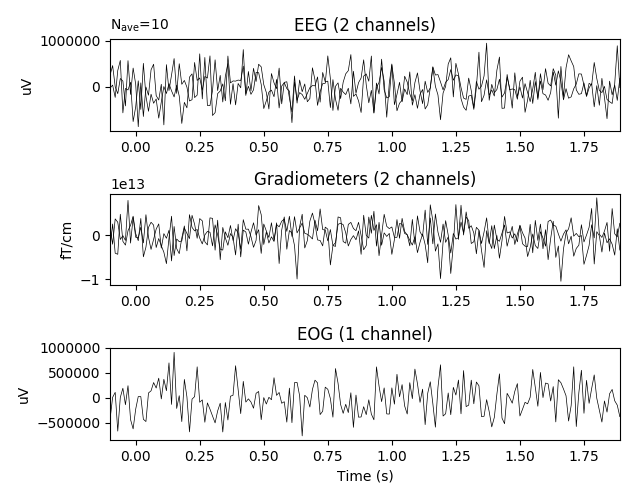 N_ave=10
EEG (2 channels)
1000000
0
uV
0.00 0.25 0.50 0.75 1.00 1.25 1.50 1.75
1e13
Gradiometers (2 channels)
0
−1
fT/cm
0.00 0.25 0.50 0.75 1.00 1.25 1.50 1.75
EOG (1 channel)
1000000
500000
0
−500000
uV
0.00 0.25 0.50 0.75 1.00 1.25 1.50 1.75
Time (s)